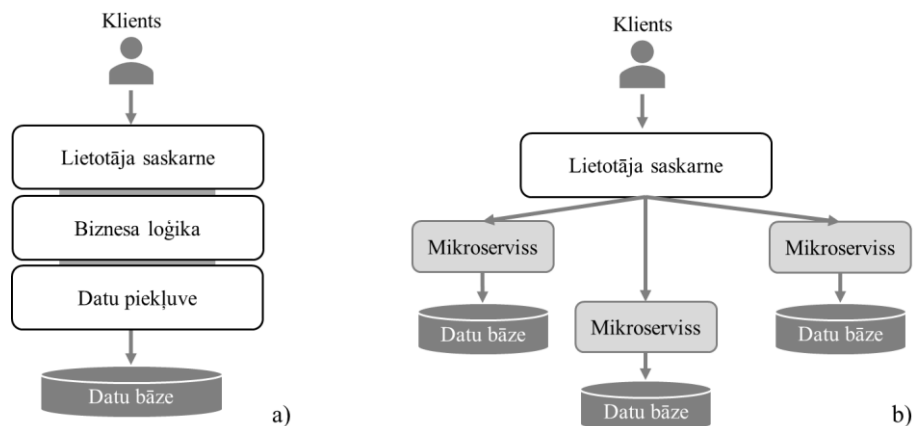 Klients
Lietotāja saskarne
Biznesa loģika
Datu piekļuve
Datu bāze
a)
Klients
Lietotāja saskarne
Mikroserviss
Mikroserviss
Datu bāze
Datu bāze
Mikroserviss
Datu bāze
b)